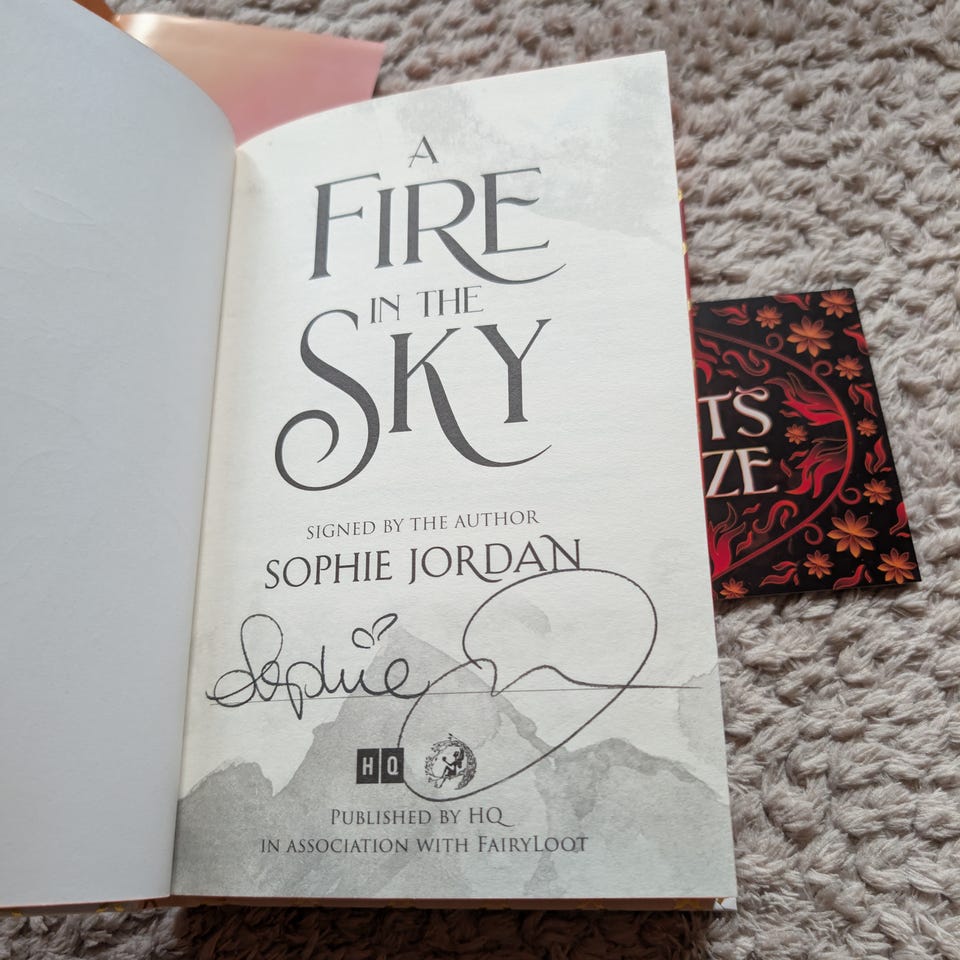 A
FIRE
IN THE
SKY
SIGNED BY THE AUTHOR
SOPHIE JORDAN
Sophie
HQ
PUBLISHED BY HQ
IN ASSOCIATION WITH FAIRYLOOT
TS
ZE